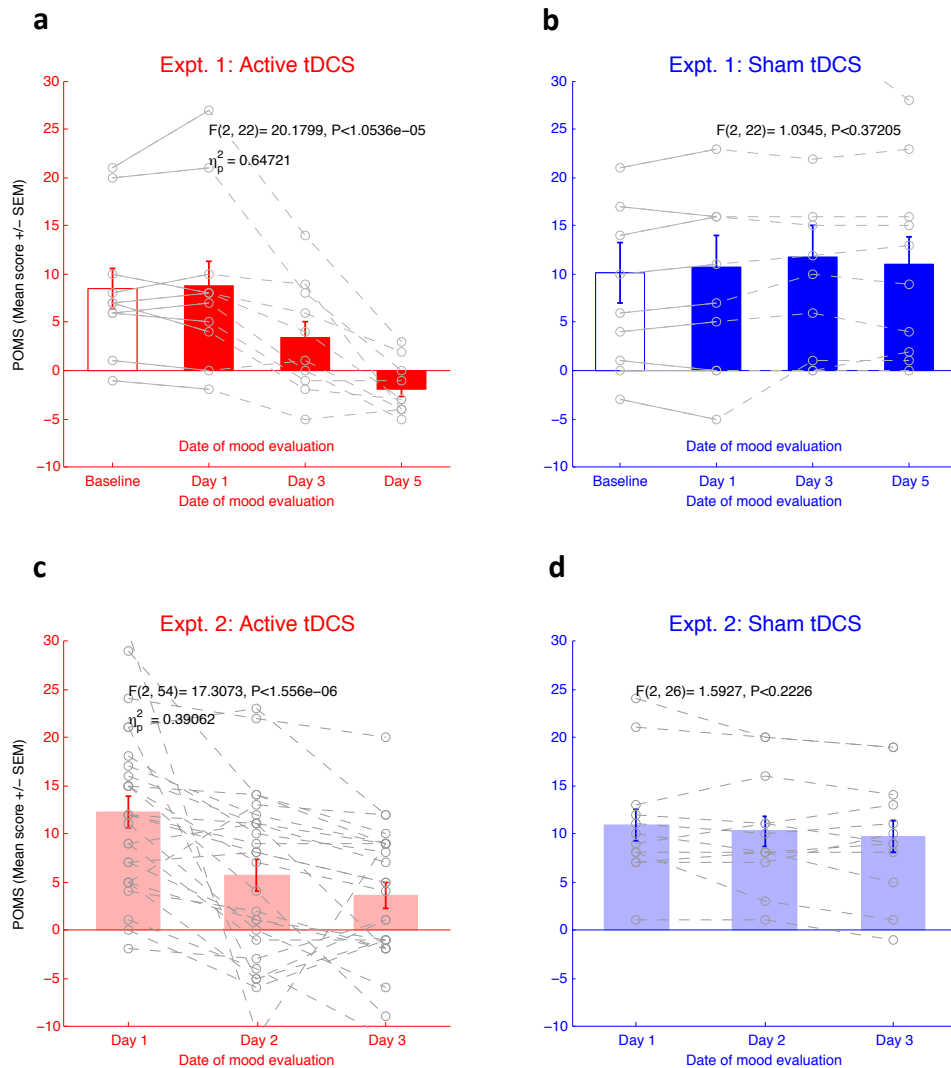 a
Expt. 1: Active tDCS
POMS (Mean score +/− SEM)
30
25
20
15
10
5
0
−5
−10
F(2, 22)= 20.1799, P<1.0536e−05
η²ₚ = 0.64721
Date of mood evaluation
Baseline Day 1 Day 3 Day 5
Date of mood evaluation
b
Expt. 1: Sham tDCS
30
25
20
15
10
5
0
−5
−10
F(2, 22)= 1.0345, P<0.37205
Date of mood evaluation
Baseline Day 1 Day 3 Day 5
Date of mood evaluation
c
Expt. 2: Active tDCS
POMS (Mean score +/− SEM)
30
25
20
15
10
5
0
−5
−10
F(2, 54)= 17.3073, P<1.556e−06
η²ₚ = 0.39062
Day 1 Day 2 Day 3
Date of mood evaluation
d
Expt. 2: Sham tDCS
30
25
20
15
10
5
0
−5
−10
F(2, 26)= 1.5927, P<0.2226
Day 1 Day 2 Day 3
Date of mood evaluation